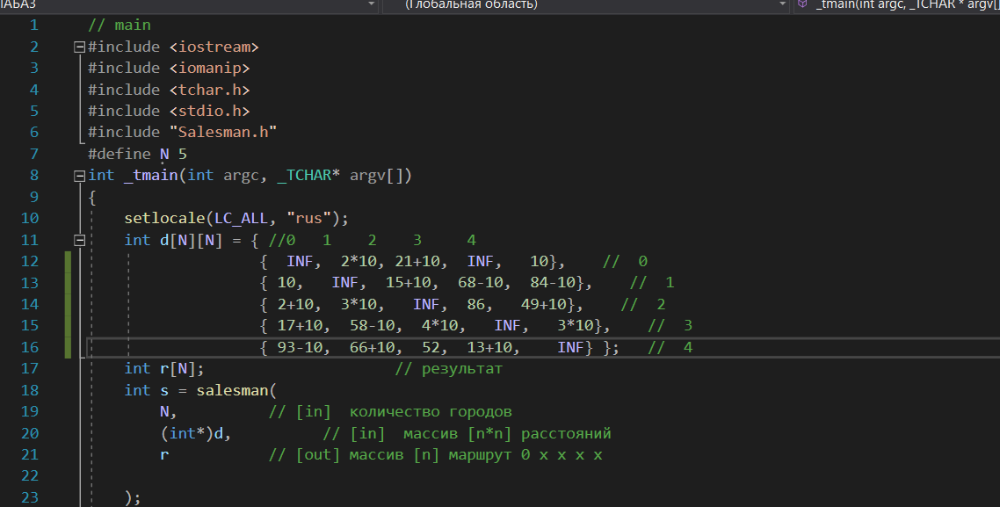 ЛАБА3 (Глобальная область) _tmain(int argc, _TCHAR * argv[]
1 // main
2 #include <iostream>
3 #include <iomanip>
4 #include <tchar.h>
5 #include <stdio.h>
6 #include "Salesman.h"
7 #define N 5
8 int _tmain(int argc, _TCHAR* argv[])
9 {
10 setlocale(LC_ALL, "rus");
11 int d[N][N] = { //0 1 2 3 4
12 { INF, 2*10, 21+10, INF, 10}, // 0
13 { 10, INF, 15+10, 68-10, 84-10}, // 1
14 { 2+10, 3*10, INF, 86, 49+10}, // 2
15 { 17+10, 58-10, 4*10, INF, 3*10}, // 3
16 { 93-10, 66+10, 52, 13+10, INF} }; // 4
17 int r[N]; // результат
18 int s = salesman(
19 N, // [in] количество городов
20 (int*)d, // [in] массив [n*n] расстояний
21 r // [out] массив [n] маршрут 0 x x x x
22
23 );